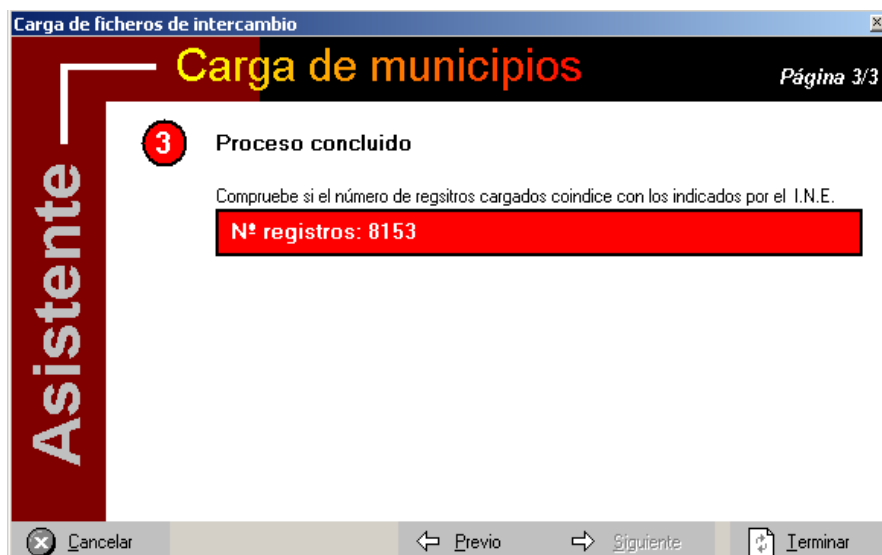 Carga de ficheros de intercambio
Carga de municipios
Página 3/3
Asistente
3 Proceso concluido
Compruebe si el número de regsitros cargados coindice con los indicados por el I.N.E.
Nº registros: 8153
Cancelar
Previo
Siguiente
Terminar